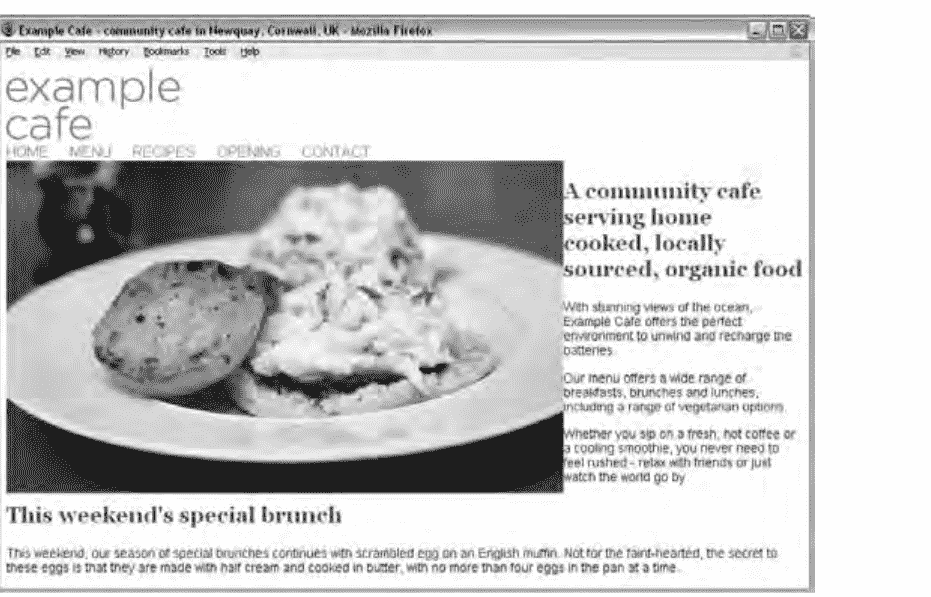 Example Cafe - community cafe in Newquay, Cornwall, UK - Mozilla Firefox
File Edit View History Bookmarks Tools Help
example
cafe
HOME MENU RECIPES OPENING CONTACT
A community cafe
serving home
cooked, locally
sourced, organic food
With stunning views of the ocean,
Example Cafe offers the perfect
environment to unwind and recharge the
batteries.
Our menu offers a wide range of
breakfasts, brunches and lunches,
including a range of vegetarian options.
Whether you sip on a fresh, hot coffee or
a cooling smoothie, you never need to
feel rushed - relax with friends or just
watch the world go by.
This weekend's special brunch
This weekend, our season of special brunches continues with scrambled egg on an English muffin. Not for the faint-hearted, the secret to
these eggs is that they are made with half cream and cooked in butter, with no more than four eggs in the pan at a time.